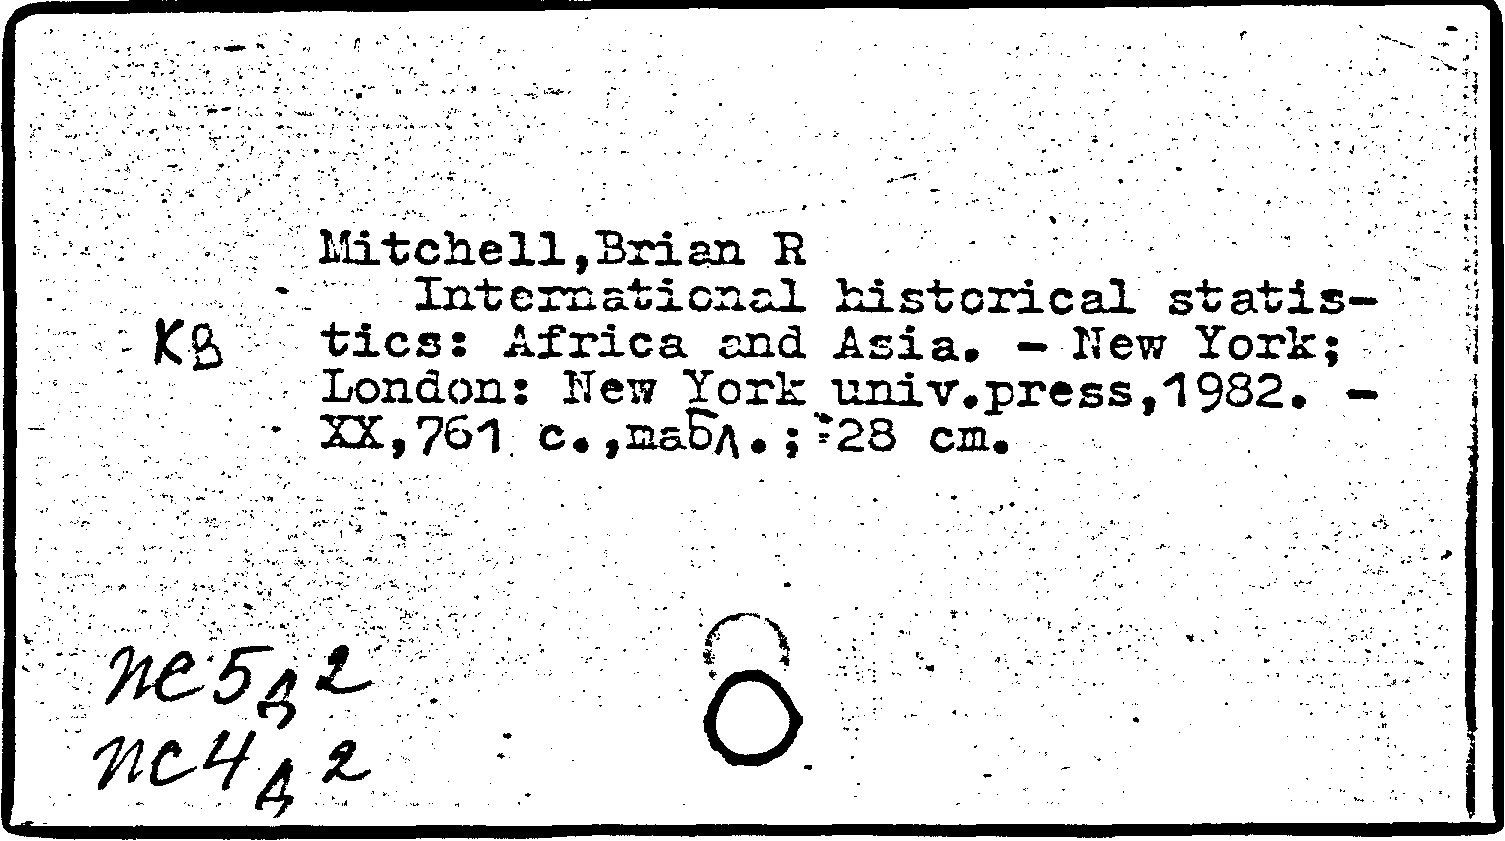 Mitchell,Brian R
International historical statis-
КВ tics: Africa and Asia. – New York;
London: New York univ.press,1982. –
XX,761 с.,табл.; 28 cm.
пс5д2
пс4д2